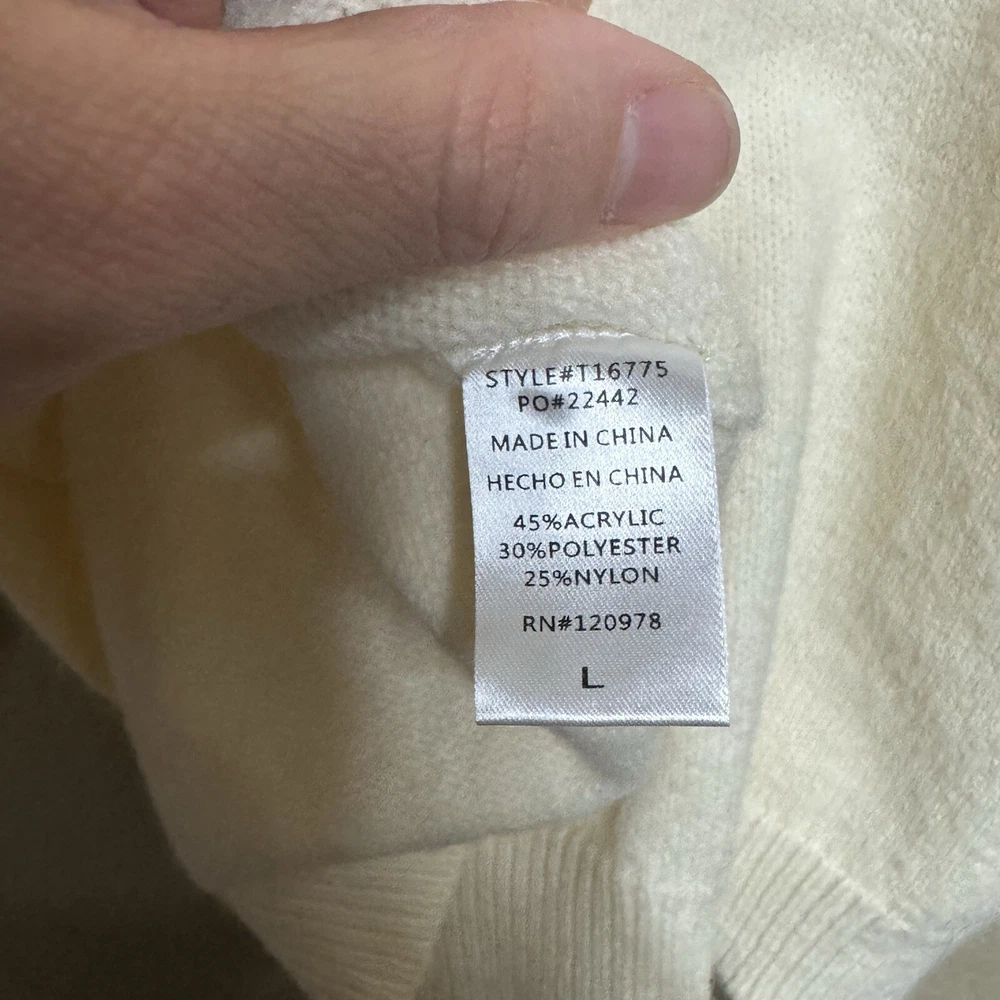 STYLE#T16775
PO#22442
MADE IN CHINA
HECHO EN CHINA
45%ACRYLIC
30%POLYESTER
25%NYLON
RN#120978
L